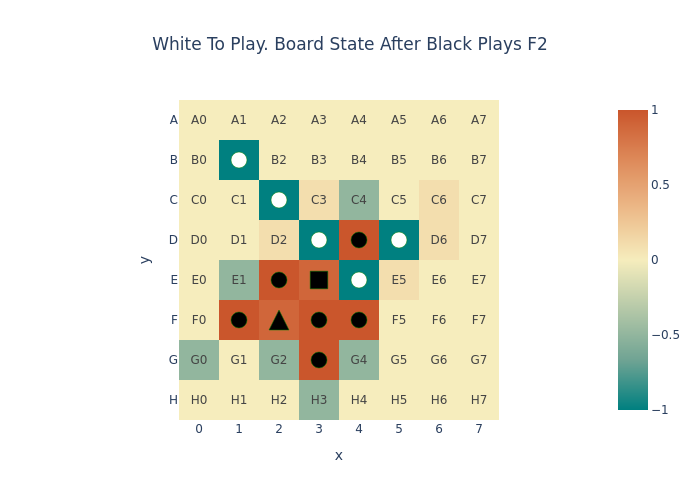 White To Play. Board State After Black Plays F2
A A0 A1 A2 A3 A4 A5 A6 A7
B B0 B2 B3 B4 B5 B6 B7
C C0 C1 C3 C4 C5 C6 C7
D D0 D1 D2 D6 D7
E E0 E1 E5 E6 E7
F F0 F5 F6 F7
G G0 G1 G2 G4 G5 G6 G7
H H0 H1 H2 H3 H4 H5 H6 H7
0 1 2 3 4 5 6 7
x
y
1
0.5
0
−0.5
−1